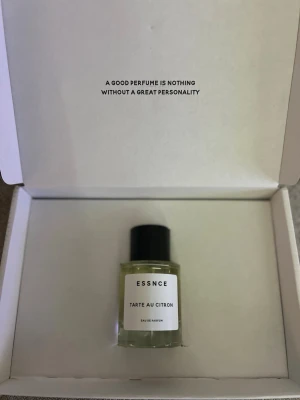 A GOOD PERFUME IS NOTHING
WITHOUT A GREAT PERSONALITY
ESSNCE
TARTE AU CITRON
EAU DE PARFUM